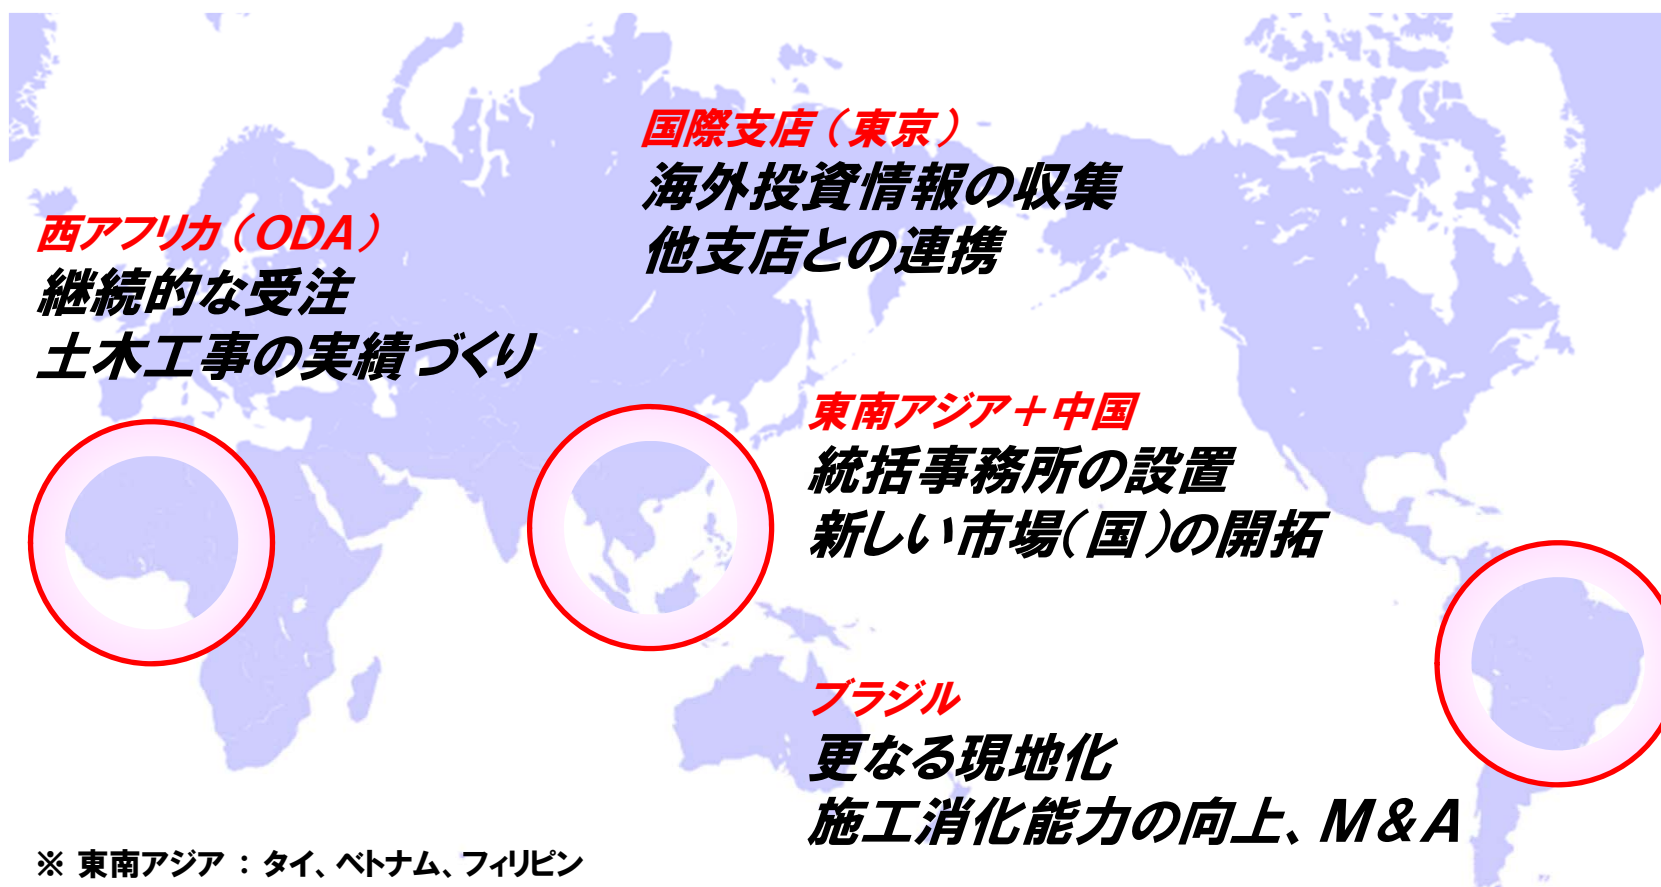 国際支店（東京）
海外投資情報の収集
他支店との連携
西アフリカ（ODA）
継続的な受注
土木工事の実績づくり
東南アジア＋中国
統括事務所の設置
新しい市場（国）の開拓
ブラジル
更なる現地化
施工消化能力の向上、M＆A
※ 東南アジア ： タイ、ベトナム、フィリピン